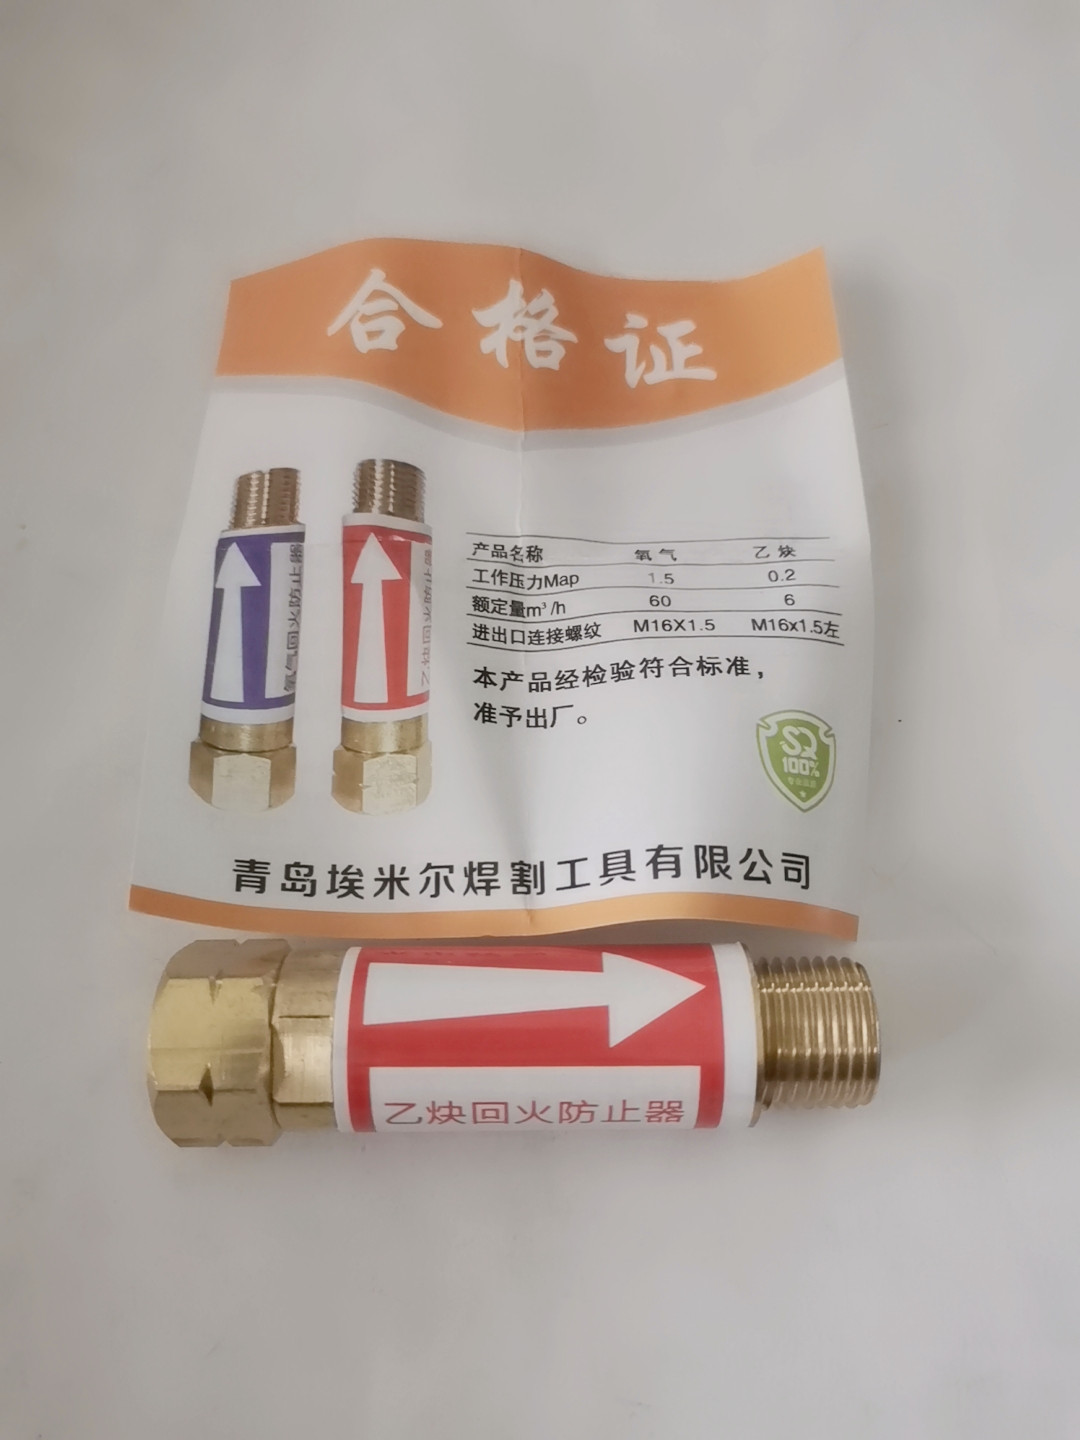 合格证
产品名称 氧气 乙炔
工作压力Map 1.5 0.2
额定量m³/h 60 6
进出口连接螺纹 M16X1.5 M16x1.5左
本产品经检验符合标准，
准予出厂。
SQ
100%
青岛埃米尔焊割工具有限公司
乙炔回火防止器